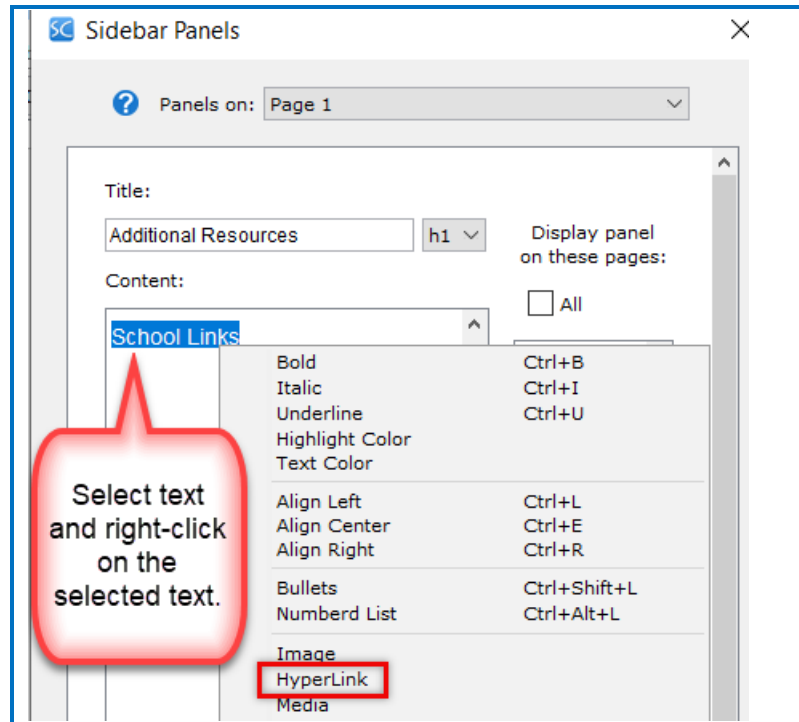 SC Sidebar Panels
? Panels on: Page 1
Title:
Additional Resources h1
Display panel
on these pages:
Content:
All
School Links
Bold Ctrl+B
Italic Ctrl+I
Underline Ctrl+U
Highlight Color
Text Color
Align Left Ctrl+L
Align Center Ctrl+E
Align Right Ctrl+R
Bullets Ctrl+Shift+L
Numberd List Ctrl+Alt+L
Image
HyperLink
Media
Select text
and right-click
on the
selected text.